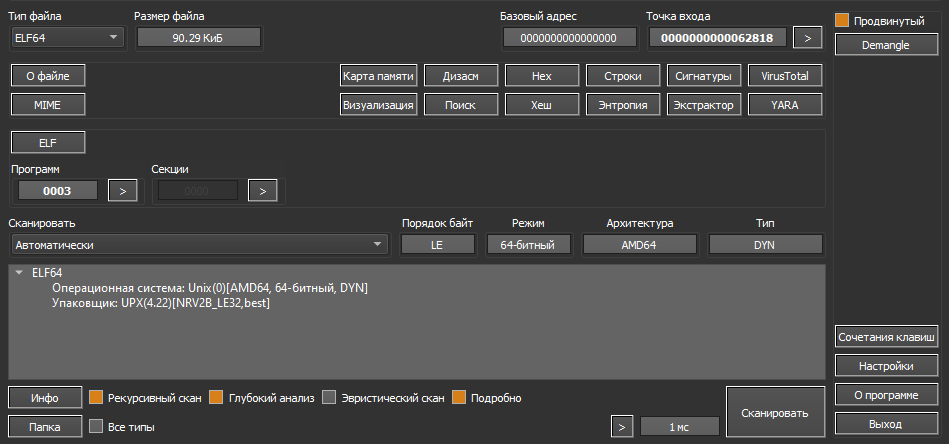 Тип файла Размер файла Базовый адрес Точка входа Продвинутый
ELF64 90.29 КиБ 0000000000000000 0000000000062818 > Demangle
О файле Карта памяти Дизасм Hex Строки Сигнатуры VirusTotal
MIME Визуализация Поиск Хеш Энтропия Экстрактор YARA
ELF
Программ Секции
0003 > 0000 >
Сканировать Порядок байт Режим Архитектура Тип
Автоматически LE 64-битный AMD64 DYN
ELF64
Операционная система: Unix(0)[AMD64, 64-битный, DYN]
Упаковщик: UPX(4.22)[NRV2B_LE32,best]
Сочетания клавиш
Настройки
Инфо Рекурсивный скан Глубокий анализ Эвристический скан Подробно Сканировать О программе
Папка Все типы > 1 мс Выход